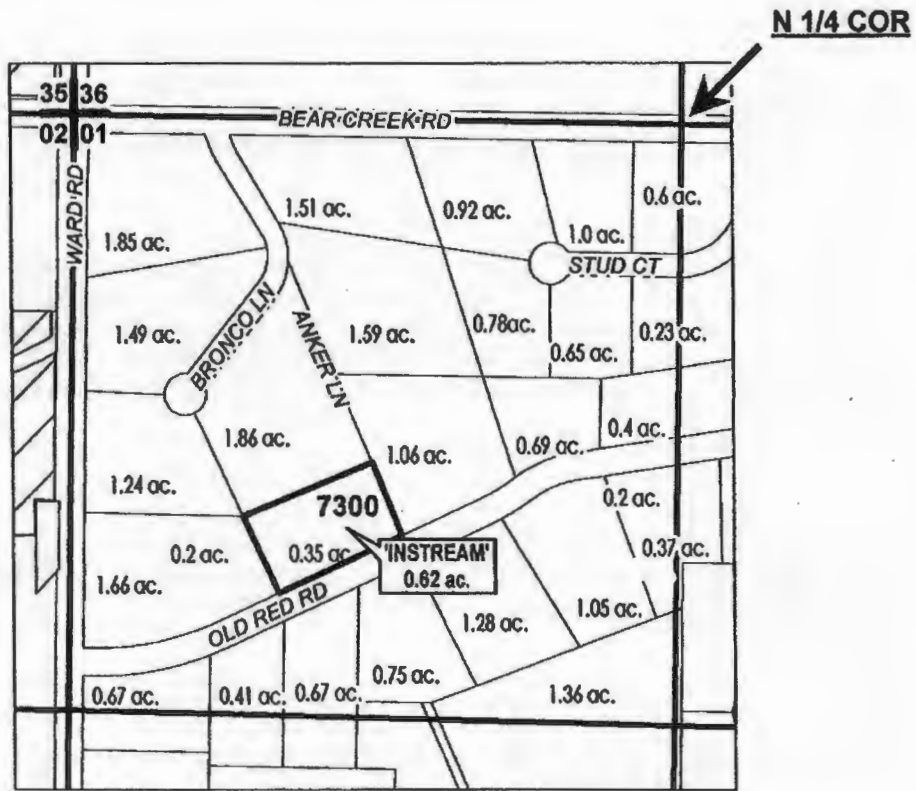 N 1/4 COR
35 36
02 01
BEAR CREEK RD
WARD RD
1.85 ac.
1.51 ac.
0.92 ac.
1.0 ac.
0.6 ac.
STUD CT
1.49 ac.
BRONCO LN
ANKER LN
1.59 ac.
0.78ac.
0.65 ac.
0.23 ac.
1.86 ac.
1.06 ac.
0.69 ac.
0.4 ac.
1.24 ac.
7300
0.2 ac.
0.2 ac.
0.35 ac
'INSTREAM'
0.62 ac.
0.37 ac.
1.66 ac.
OLD RED RD
1.28 ac.
1.05 ac.
0.67 ac.
0.41 ac.
0.67 ac.
0.75 ac.
1.36 ac.